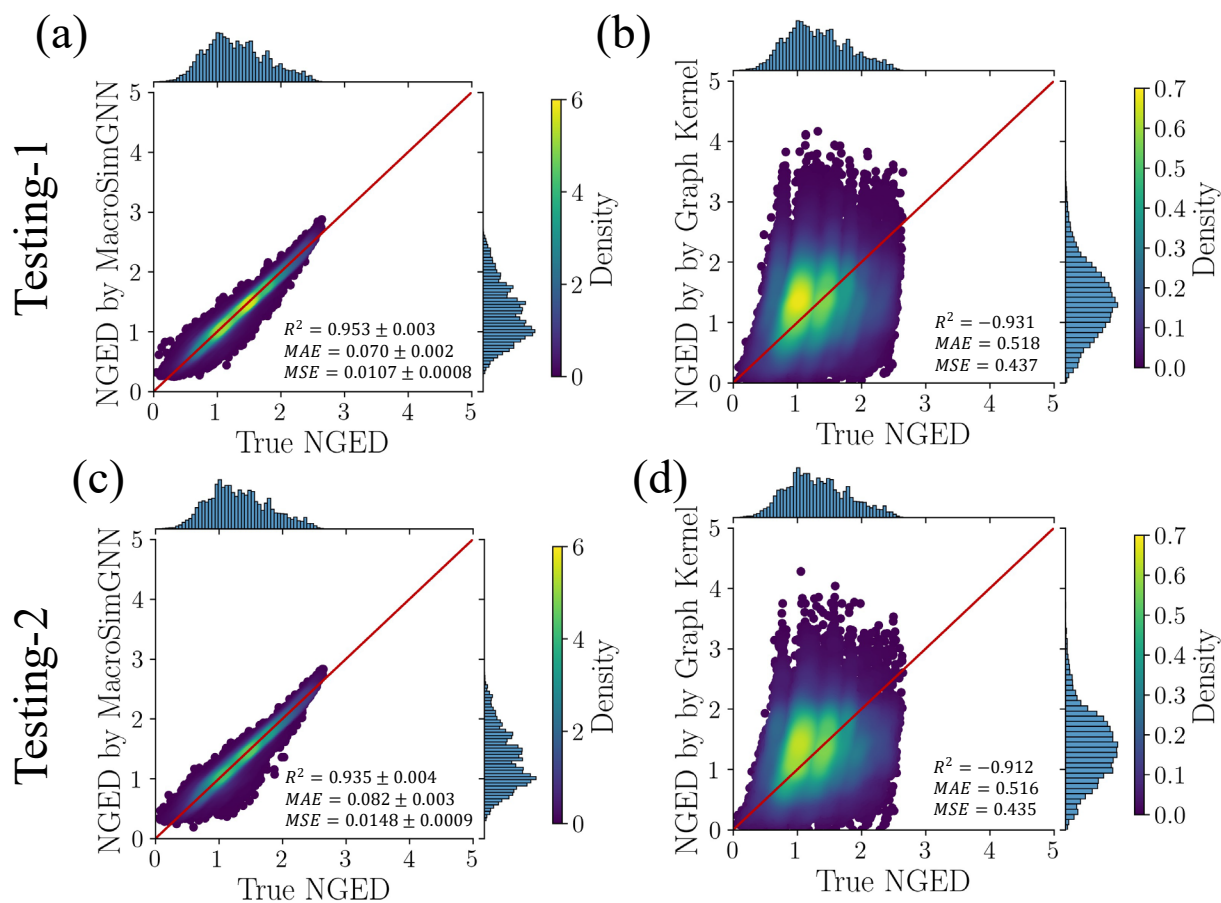 (a)
NGED by MacroSimGNN
5
4
3
2
1
0
0 1 2 3 4 5
True NGED
R² = 0.953 ± 0.003
MAE = 0.070 ± 0.002
MSE = 0.0107 ± 0.0008
6
4
2
0
Density
(b)
NGED by Graph Kernel
5
4
3
2
1
0
0 1 2 3 4 5
True NGED
R² = −0.931
MAE = 0.518
MSE = 0.437
0.7
0.6
0.5
0.4
0.3
0.2
0.1
0.0
Density
Testing-1
(c)
NGED by MacroSimGNN
5
4
3
2
1
0
0 1 2 3 4 5
True NGED
R² = 0.935 ± 0.004
MAE = 0.082 ± 0.003
MSE = 0.0148 ± 0.0009
6
4
2
0
Density
(d)
NGED by Graph Kernel
5
4
3
2
1
0
0 1 2 3 4 5
True NGED
R² = −0.912
MAE = 0.516
MSE = 0.435
0.7
0.6
0.5
0.4
0.3
0.2
0.1
0.0
Density
Testing-2